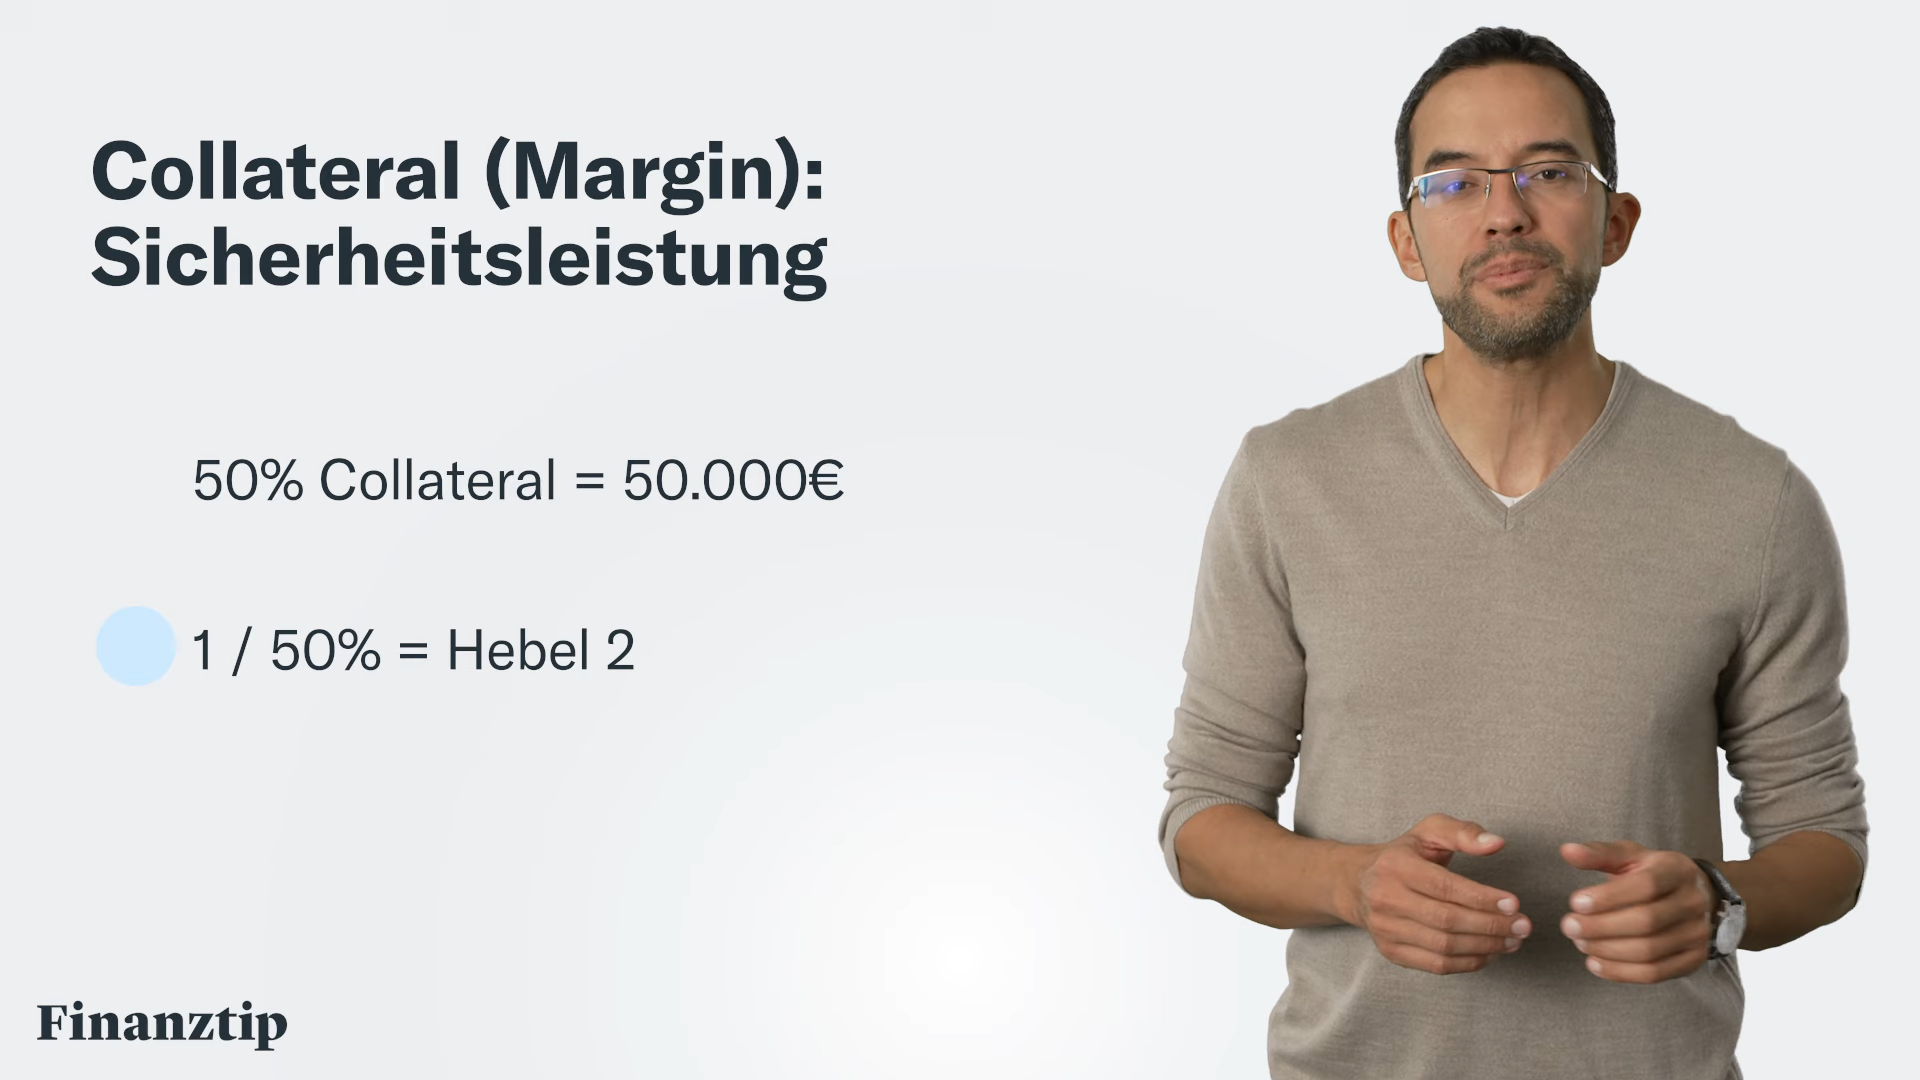 Collateral (Margin):
Sicherheitsleistung
50% Collateral = 50.000€
1 / 50% = Hebel 2
Finanztip